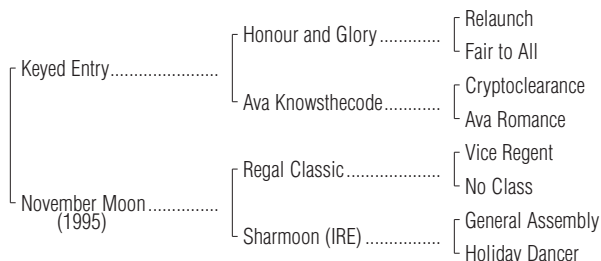 Relaunch
Honour and Glory.............
Fair to All
Keyed Entry.......................
Cryptoclearance
Ava Knowsthecode............
Ava Romance
Vice Regent
Regal Classic....................
No Class
November Moon...............
(1995)
General Assembly
Sharmoon (IRE) ................
Holiday Dancer